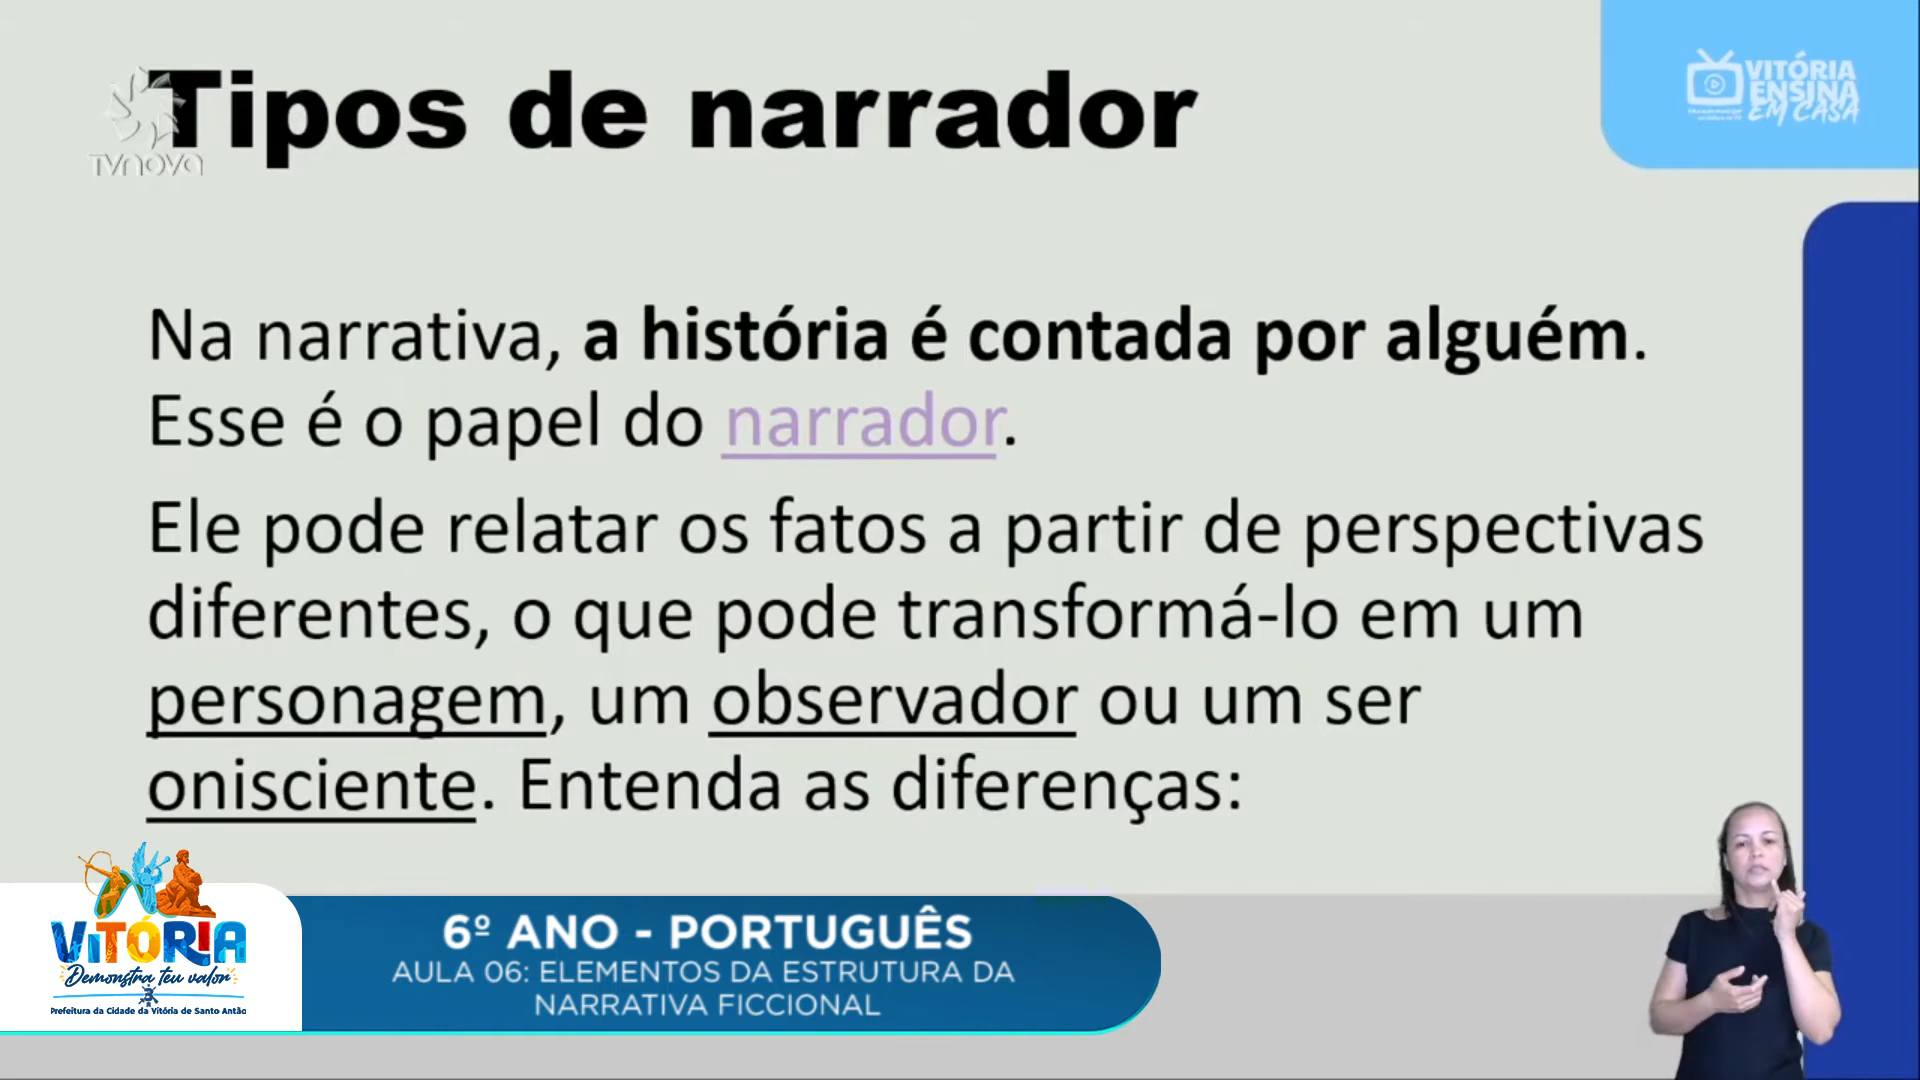 Tipos de narrador
TVNOVA
VITÓRIA
ENSINA
EM CASA
Na narrativa, a história é contada por alguém.
Esse é o papel do narrador.
Ele pode relatar os fatos a partir de perspectivas
diferentes, o que pode transformá-lo em um
personagem, um observador ou um ser
onisciente. Entenda as diferenças:
VITÓRIA
Demonstra teu valor
Prefeitura da Cidade da Vitória de Santo Antão
6º ANO - PORTUGUÊS
AULA 06: ELEMENTOS DA ESTRUTURA DA
NARRATIVA FICCIONAL